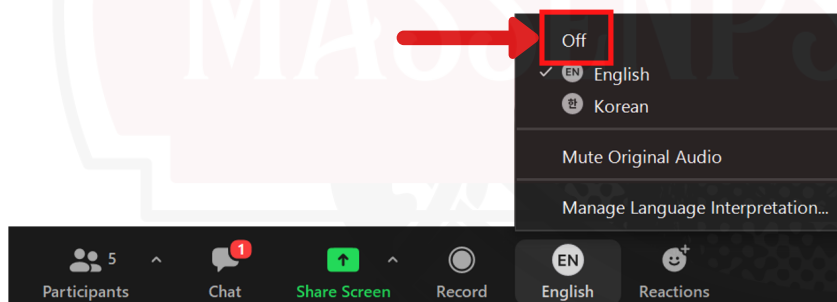 MASSENPS
Off
EN English
한 Korean
Mute Original Audio
Manage Language Interpretation...
5
1
EN
Participants Chat Share Screen Record English Reactions